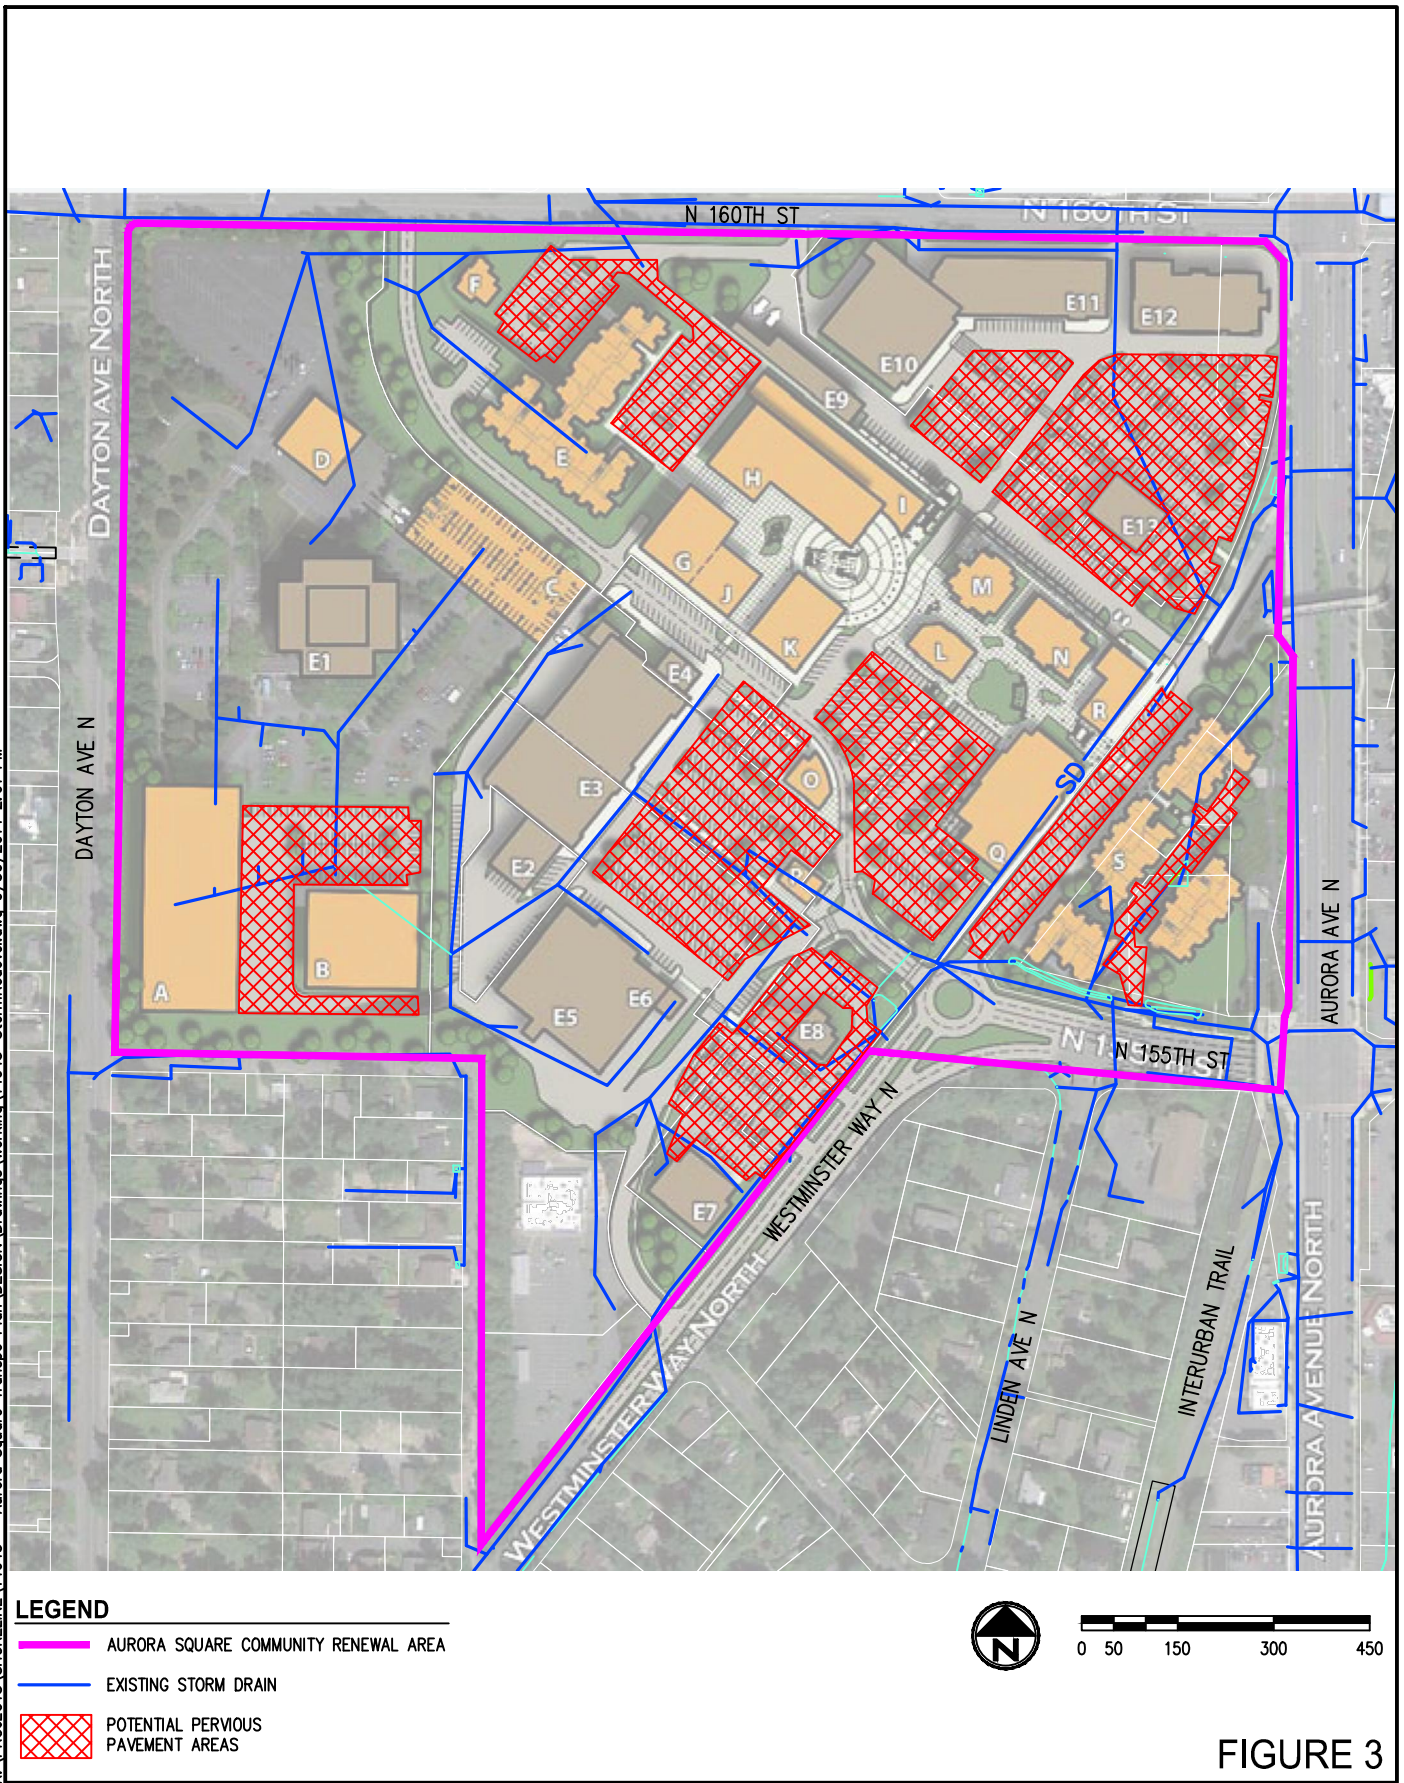 N 160TH ST
N 160TH ST
DAYTON AVE NORTH
F
E11
E12
E10
E9
D
E
H
I
E13
G
C
J
M
K
L
N
E1
E4
R
DAYTON AVE N
SD
O
E3
E2
P
Q
S
AURORA AVE N
B
A
E6
E5
E8
N 155TH ST
E7
WESTMINSTER WAY N
WESTMINSTER WAY NORTH
LINDEN AVE N
INTERURBAN TRAIL
AURORA AVENUE NORTH
LEGEND
AURORA SQUARE COMMUNITY RENEWAL AREA
EXISTING STORM DRAIN
POTENTIAL PERVIOUS
PAVEMENT AREAS
N
0 50 150 300 450
FIGURE 3